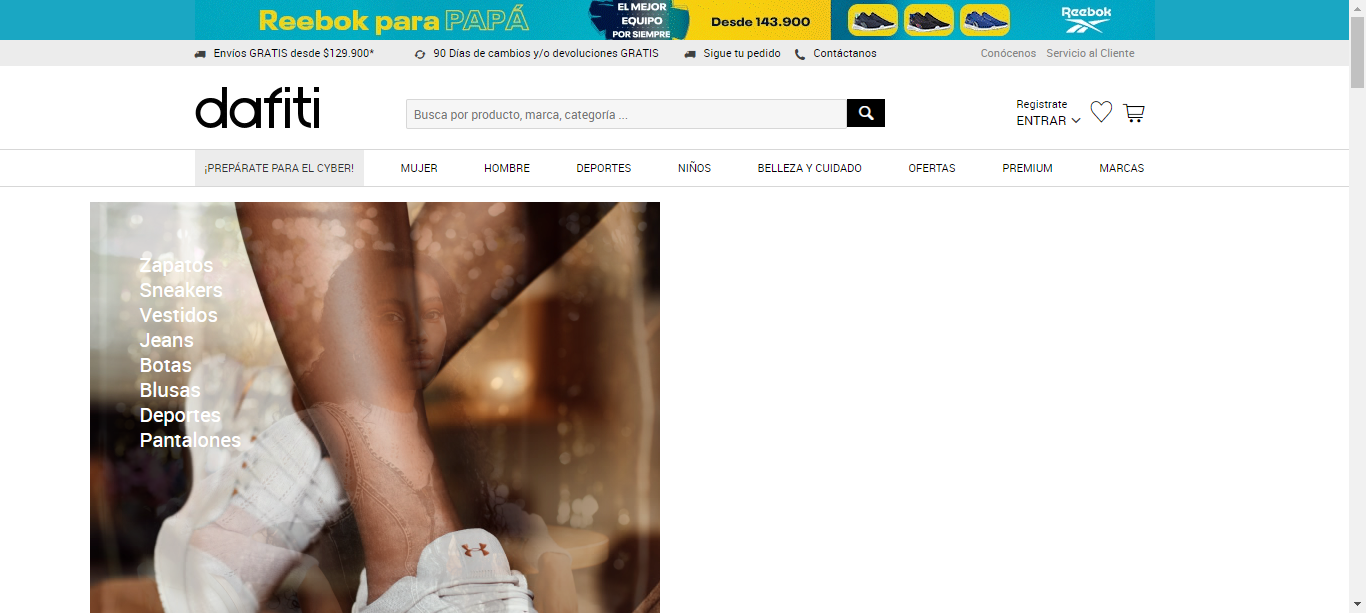 Reebok para PAPÁ
EL MEJOR
EQUIPO
POR SIEMPRE
Desde 143.900
Reebok
Envíos GRATIS desde $129.900*
90 Días de cambios y/o devoluciones GRATIS
Sigue tu pedido
Contáctanos
Conócenos
Servicio al Cliente
dafiti
Busca por producto, marca, categoría ...
Registrate
ENTRAR
¡PREPÁRATE PARA EL CYBER!
MUJER
HOMBRE
DEPORTES
NIÑOS
BELLEZA Y CUIDADO
OFERTAS
PREMIUM
MARCAS
Zapatos
Sneakers
Vestidos
Jeans
Botas
Blusas
Deportes
Pantalones